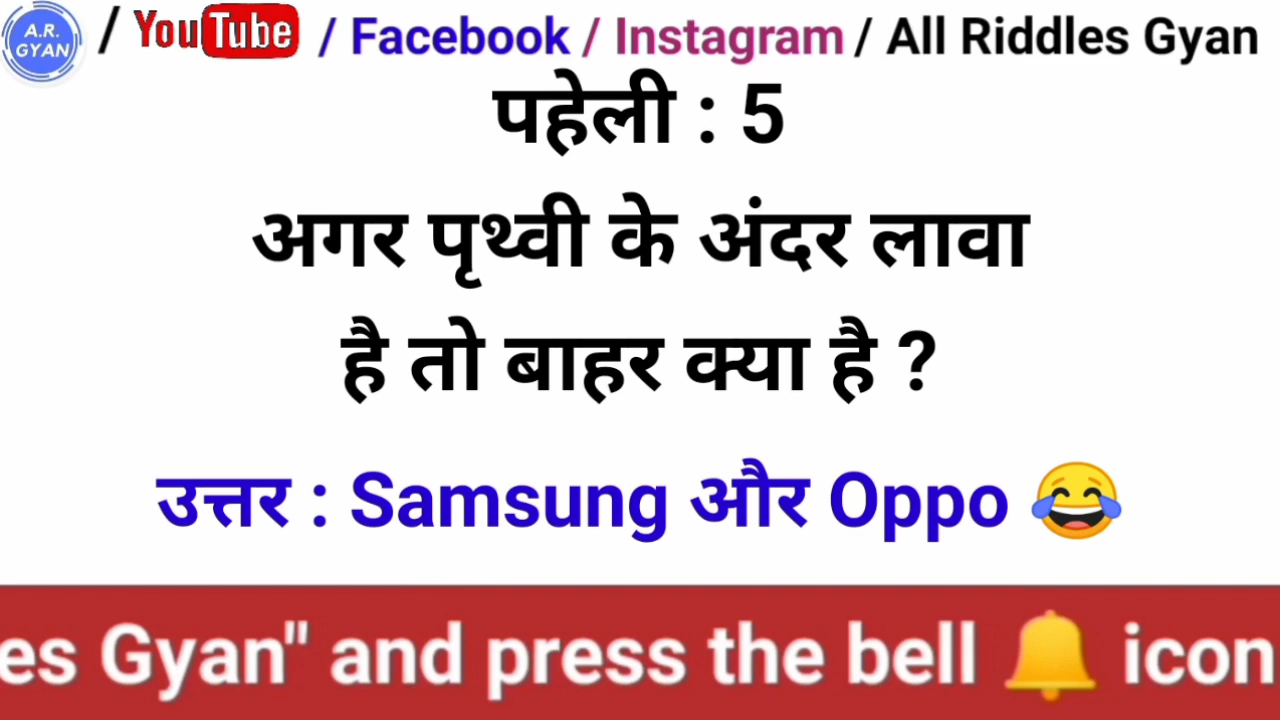 A.R. GYAN / YouTube / Facebook / Instagram / All Riddles Gyan
पहेली : 5
अगर पृथ्वी के अंदर लावा
है तो बाहर क्या है ?
उत्तर : Samsung और Oppo 😂
es Gyan" and press the bell 🔔 icon